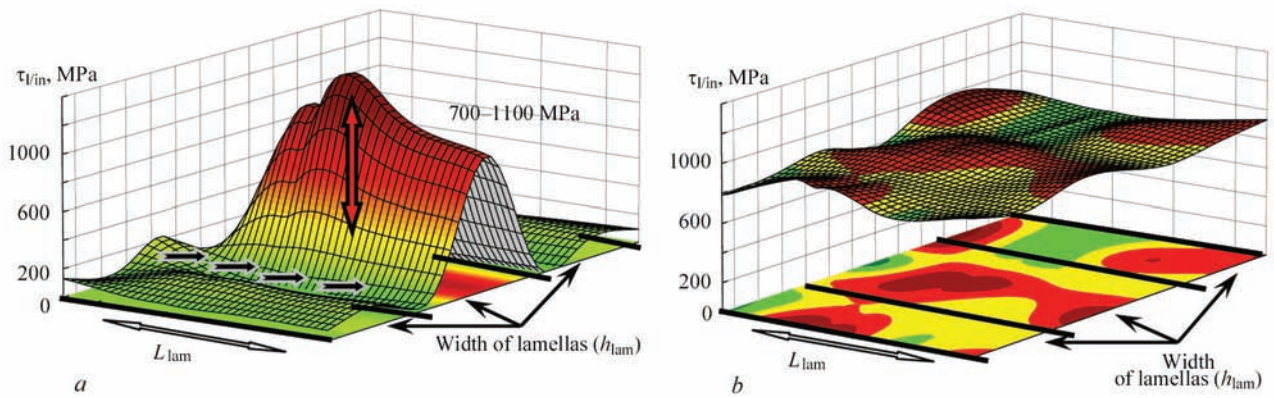 τl/in, MPa
1000
600
200
0
700–1100 MPa
Llam
Width of lamellas (hlam)
a
τl/in, MPa
1000
600
200
0
Llam
Width
of lamellas (hlam)
b